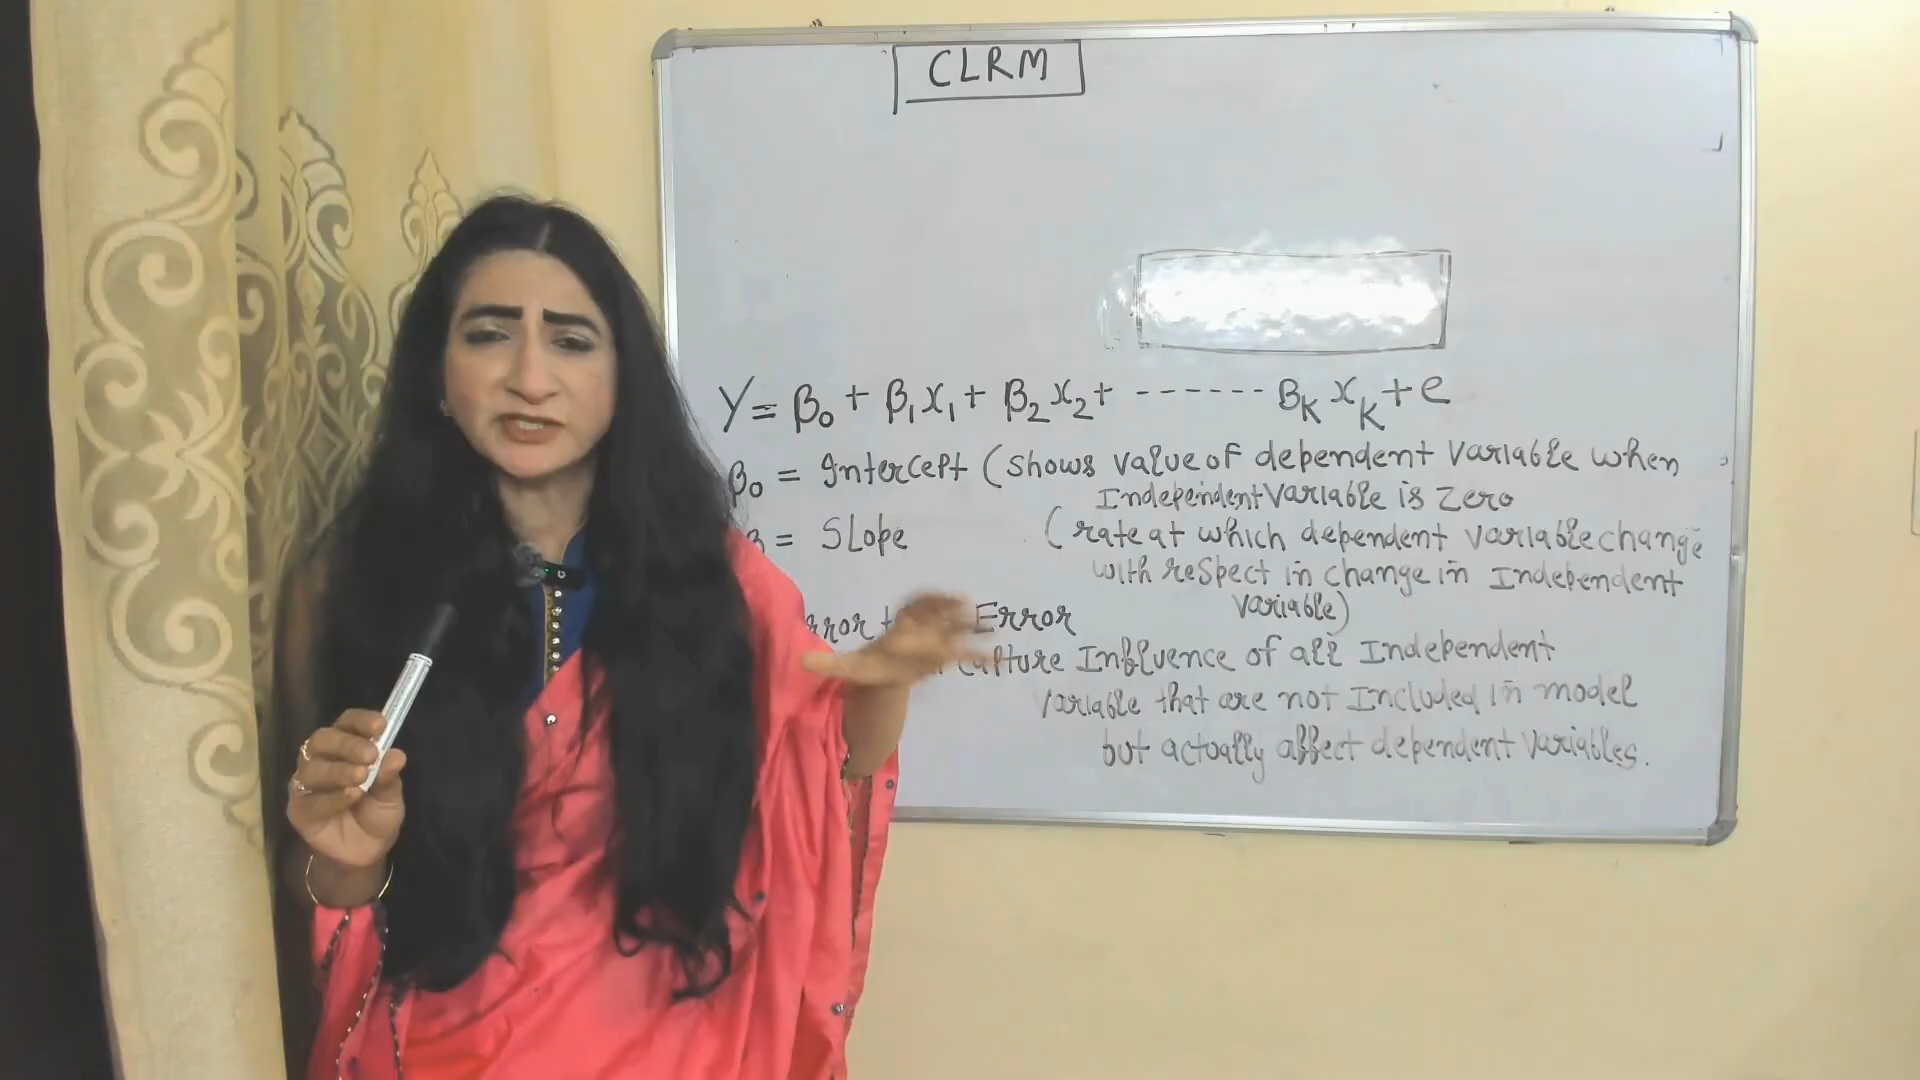 CLRM
Y = β₀ + β₁x₁ + β₂x₂ + ------ βₖ xₖ + e
β₀ = Intercept (shows value of dependent variable when
Independent variable is zero
= Slope (rate at which dependent variable change
with respect in change in Independent
variable)
Error
Influence of all Independent
variable that are not Included in model
but actually affect dependent variables.